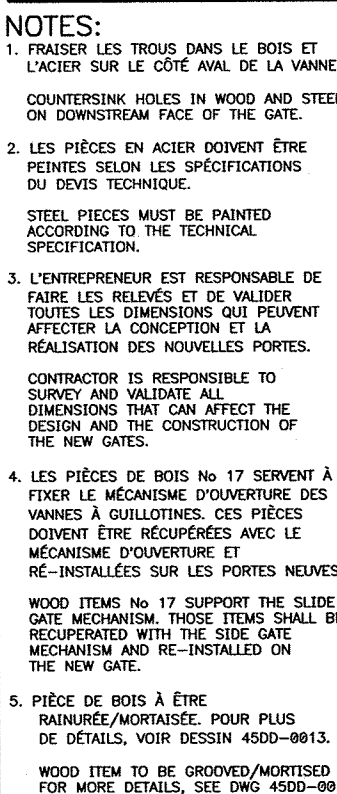 NOTES:
1. FRAISER LES TROUS DANS LE BOIS ET
L'ACIER SUR LE CÔTÉ AVAL DE LA VANNE
COUNTERSINK HOLES IN WOOD AND STEEL
ON DOWNSTREAM FACE OF THE GATE.
2. LES PIÈCES EN ACIER DOIVENT ÊTRE
PEINTES SELON LES SPÉCIFICATIONS
DU DEVIS TECHNIQUE.
STEEL PIECES MUST BE PAINTED
ACCORDING TO THE TECHNICAL
SPECIFICATION.
3. L'ENTREPRENEUR EST RESPONSABLE DE
FAIRE LES RELEVÉS ET DE VALIDER
TOUTES LES DIMENSIONS QUI PEUVENT
AFFECTER LA CONCEPTION ET LA
RÉALISATION DES NOUVELLES PORTES.
CONTRACTOR IS RESPONSIBLE TO
SURVEY AND VALIDATE ALL
DIMENSIONS THAT CAN AFFECT THE
DESIGN AND THE CONSTRUCTION OF
THE NEW GATES.
4. LES PIÈCES DE BOIS No 17 SERVENT À
FIXER LE MÉCANISME D'OUVERTURE DES
VANNES À GUILLOTINES. CES PIÈCES
DOIVENT ÊTRE RÉCUPÉRÉES AVEC LE
MÉCANISME D'OUVERTURE ET
RÉ-INSTALLÉES SUR LES PORTES NEUVES
WOOD ITEMS No 17 SUPPORT THE SLIDE
GATE MECHANISM. THOSE ITEMS SHALL BE
RECUPERATED WITH THE SIDE GATE
MECHANISM AND RE-INSTALLED ON
THE NEW GATE.
5. PIÈCE DE BOIS À ÊTRE
RAINURÉE/MORTAISÉE. POUR PLUS
DE DÉTAILS, VOIR DESSIN 45DD-0013.
WOOD ITEM TO BE GROOVED/MORTISED
FOR MORE DETAILS, SEE DWG 45DD-00